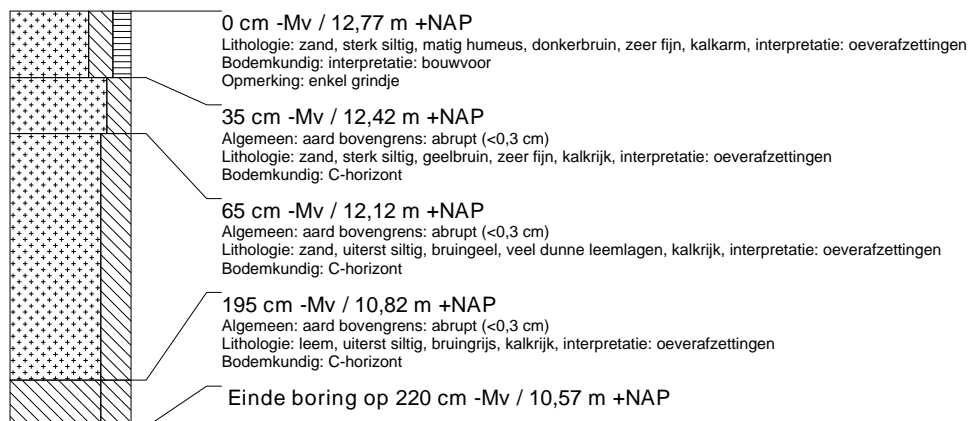 0 cm -Mv / 12,77 m +NAP
Lithologie: zand, sterk siltig, matig humeus, donkerbruin, zeer fijn, kalkarm, interpretatie: oeverafzettingen
Bodemkundig: interpretatie: bouwvoor
Opmerking: enkel grindje
35 cm -Mv / 12,42 m +NAP
Algemeen: aard bovengrens: abrupt (<0,3 cm)
Lithologie: zand, sterk siltig, geelbruin, zeer fijn, kalkrijk, interpretatie: oeverafzettingen
Bodemkundig: C-horizont
65 cm -Mv / 12,12 m +NAP
Algemeen: aard bovengrens: abrupt (<0,3 cm)
Lithologie: zand, uiterst siltig, bruingeel, veel dunne leemlagen, kalkrijk, interpretatie: oeverafzettingen
Bodemkundig: C-horizont
195 cm -Mv / 10,82 m +NAP
Algemeen: aard bovengrens: abrupt (<0,3 cm)
Lithologie: leem, uiterst siltig, bruingrijs, kalkrijk, interpretatie: oeverafzettingen
Bodemkundig: C-horizont
Einde boring op 220 cm -Mv / 10,57 m +NAP